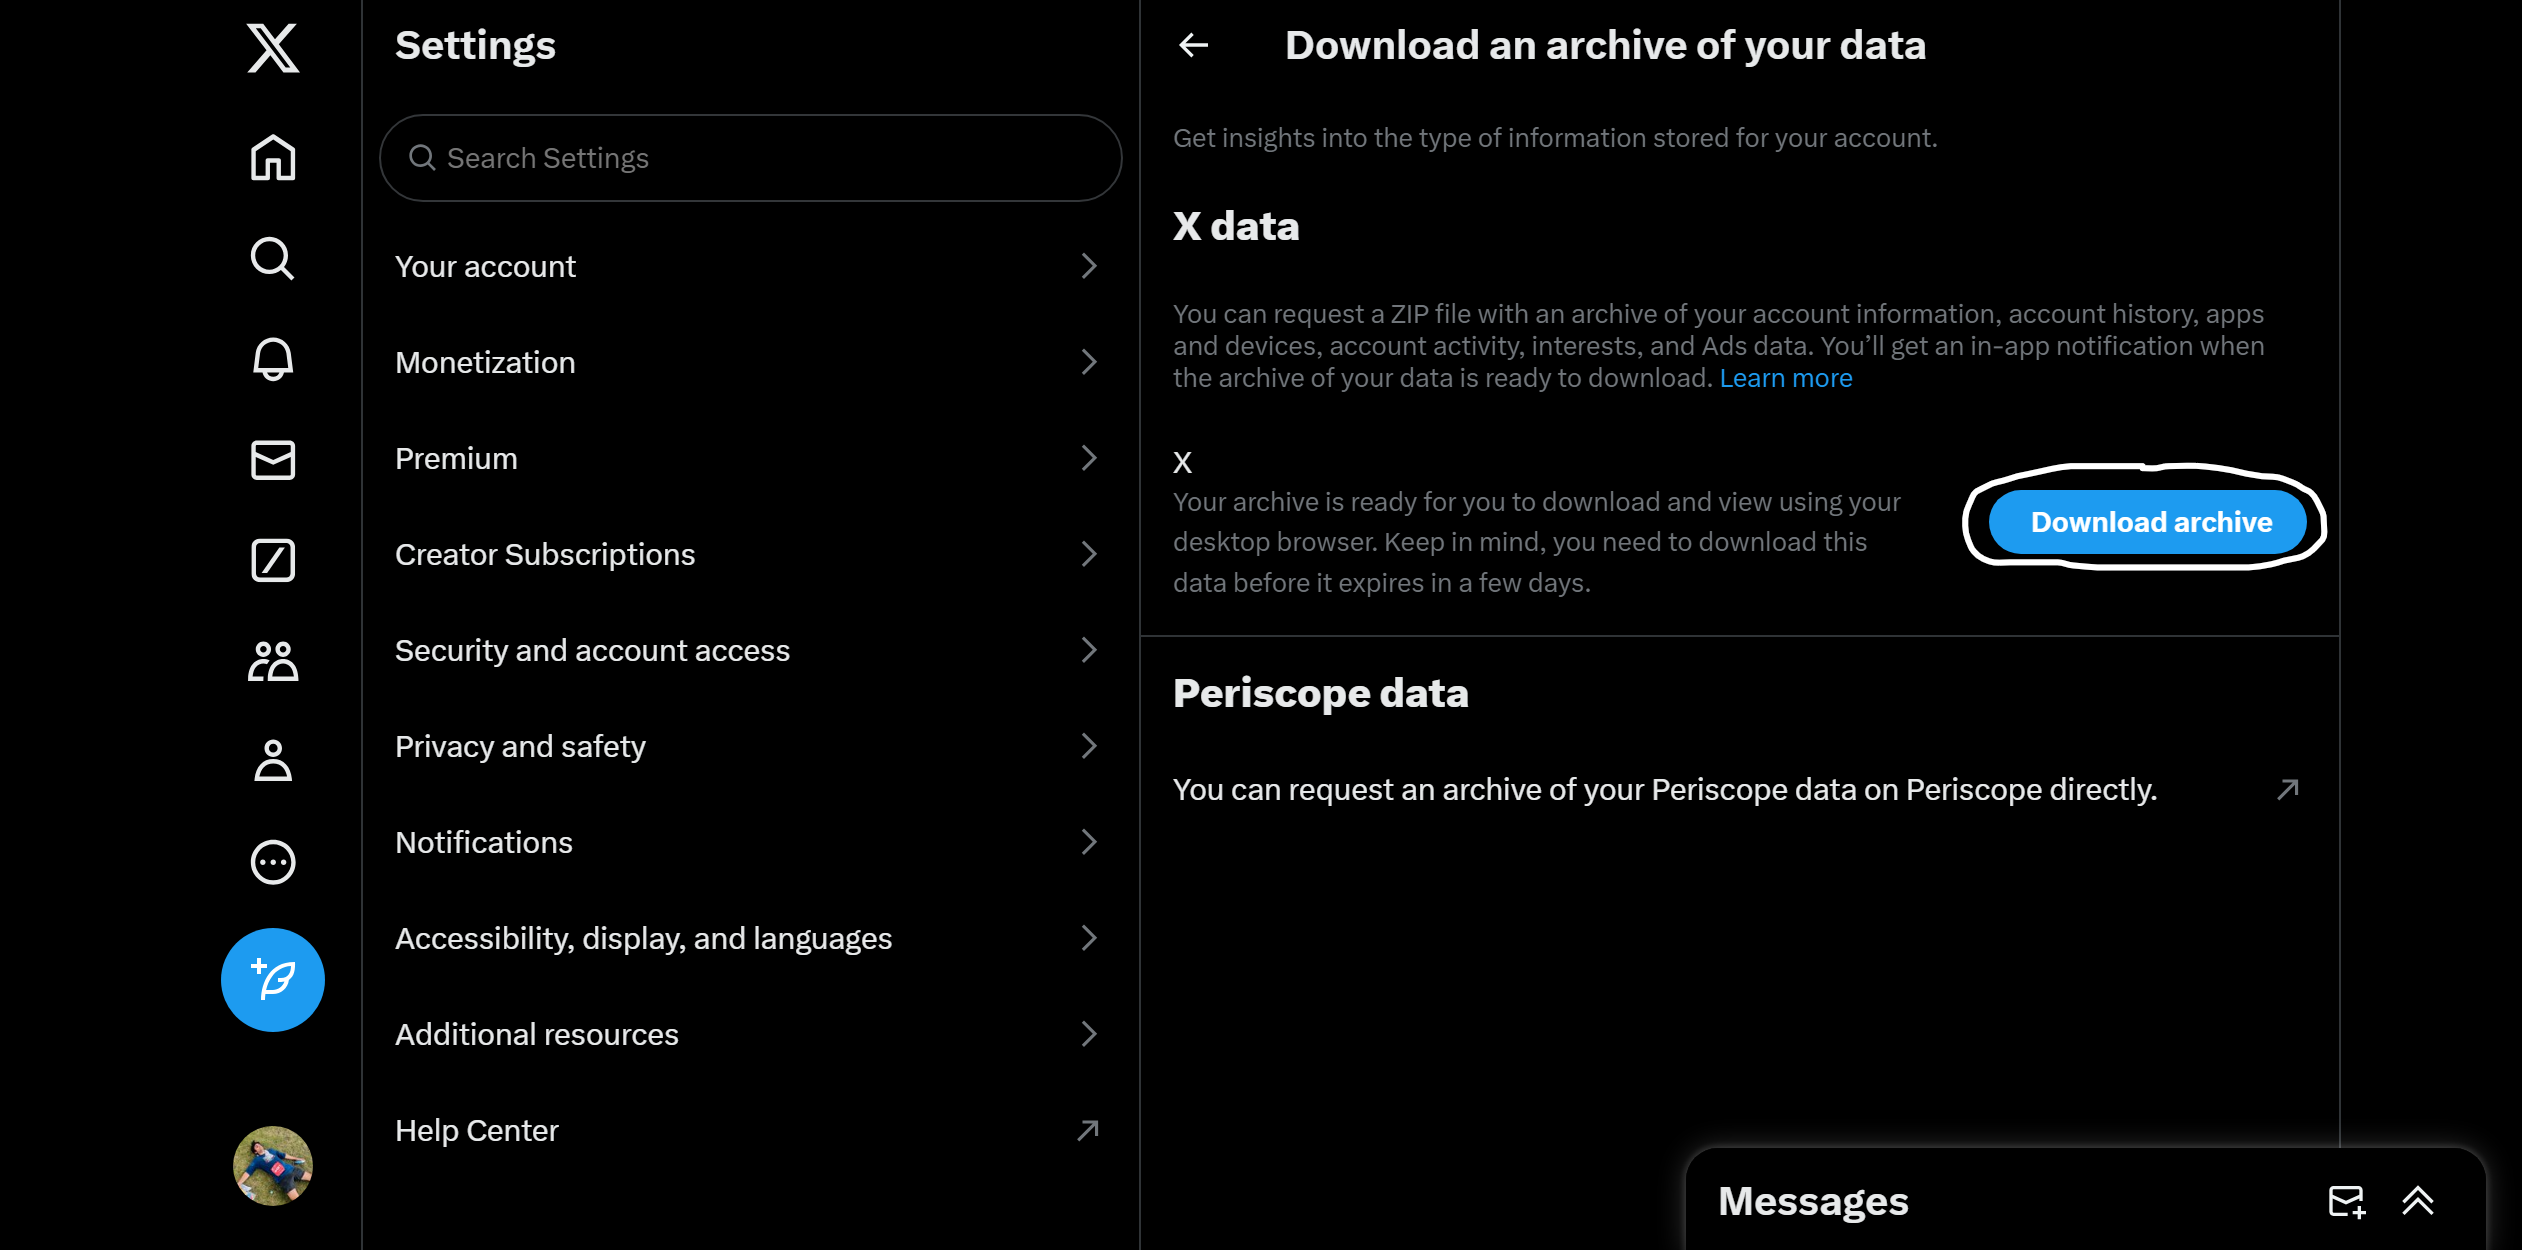 Settings
Search Settings
Your account
Monetization
Premium
Creator Subscriptions
Security and account access
Privacy and safety
Notifications
Accessibility, display, and languages
Additional resources
Help Center
Download an archive of your data
Get insights into the type of information stored for your account.
X data
You can request a ZIP file with an archive of your account information, account history, apps
and devices, account activity, interests, and Ads data. You’ll get an in-app notification when
the archive of your data is ready to download. Learn more
X
Your archive is ready for you to download and view using your
desktop browser. Keep in mind, you need to download this
data before it expires in a few days.
Download archive
Periscope data
You can request an archive of your Periscope data on Periscope directly.
Messages